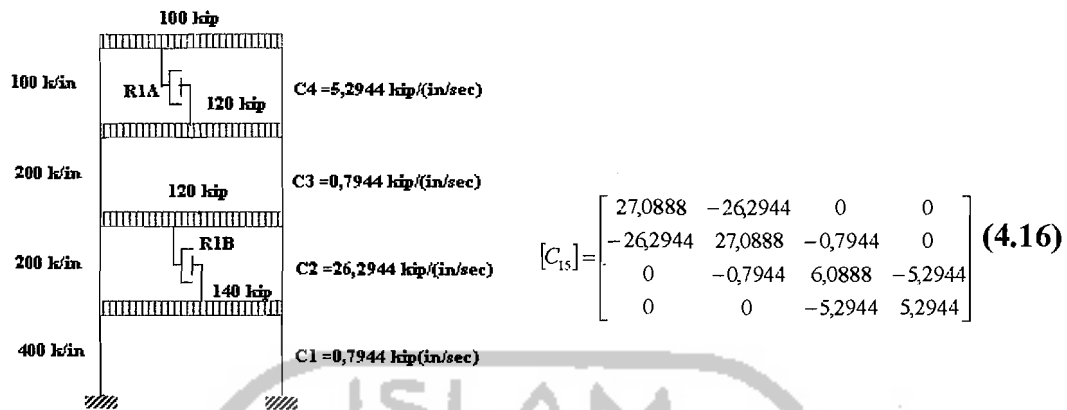 100 kip
100 k/in
R1A
C4 =5,2944 kip/(in/sec)
120 kip
200 k/in
C3 =0,7944 kip/(in/sec)
120 kip
R1B
200 k/in
C2 =26,2944 kip/(in/sec)
140 kip
400 k/in
C1 =0,7944 kip(in/sec)
[C15]=
27,0888 −26,2944 0 0
−26,2944 27,0888 −0,7944 0
0 −0,7944 6,0888 −5,2944
0 0 −5,2944 5,2944
(4.16)
ISLAM